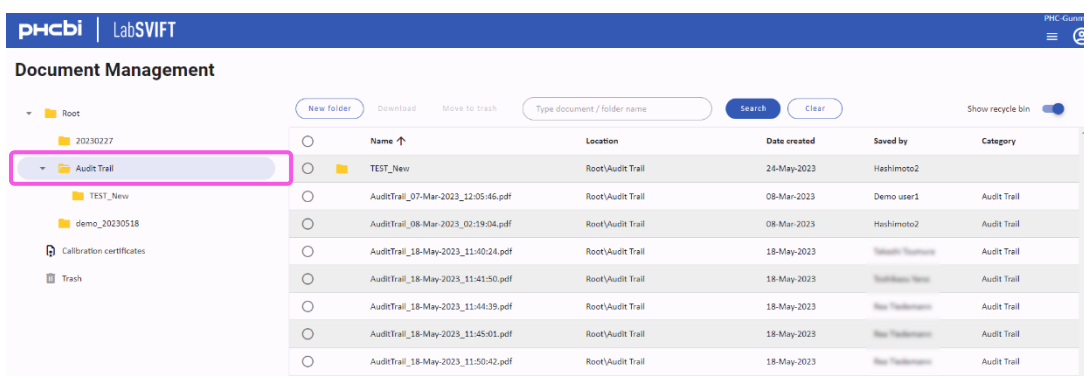 PHCbi | LabSVIFT
PHC-Gunm
Document Management
New folder Download Move to trash Type document / folder name Search Clear Show recycle bin
Root
20230227
Audit Trail
TEST_New
demo_20230518
Calibration certificates
Trash
Name ↑ Location Date created Saved by Category
TEST_New Root\Audit Trail 24-May-2023 Hashimoto2
AuditTrail_07-Mar-2023_12:05:46.pdf Root\Audit Trail 08-Mar-2023 Demo user1 Audit Trail
AuditTrail_08-Mar-2023_02:19:04.pdf Root\Audit Trail 08-Mar-2023 Hashimoto2 Audit Trail
AuditTrail_18-May-2023_11:40:24.pdf Root\Audit Trail 18-May-2023 Audit Trail
AuditTrail_18-May-2023_11:41:50.pdf Root\Audit Trail 18-May-2023 Audit Trail
AuditTrail_18-May-2023_11:44:39.pdf Root\Audit Trail 18-May-2023 Audit Trail
AuditTrail_18-May-2023_11:45:01.pdf Root\Audit Trail 18-May-2023 Audit Trail
AuditTrail_18-May-2023_11:50:42.pdf Root\Audit Trail 18-May-2023 Audit Trail